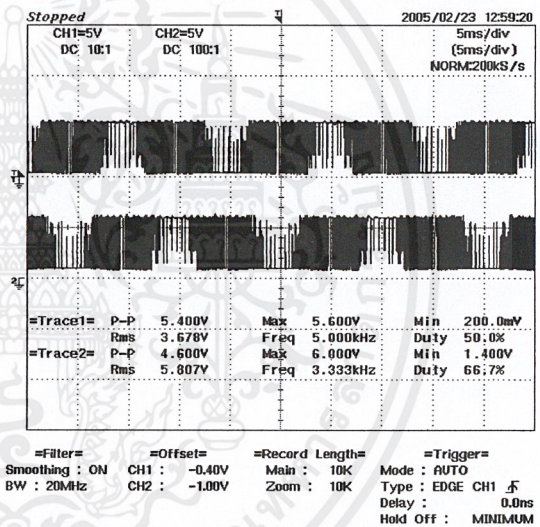 Stopped 2005/02/23 12:59:20
CH1=5V CH2=5V 5ms/div
DC 10:1 DC 100:1 (5ms/div)
NORM:200kS/s
=Trace1= P-P 5.400V Max 5.600V Min 200.0mV
Rms 3.678V Freq 5.000kHz Duty 50.0%
=Trace2= P-P 4.600V Max 6.000V Min 1.400V
Rms 5.807V Freq 3.333kHz Duty 66.7%
=Filter= =Offset= =Record Length= =Trigger=
Smoothing : ON CH1 : -0.40V Main : 10K Mode : AUTO
BW : 20MHz CH2 : -1.00V Zoom : 10K Type : EDGE CH1
Delay : 0.0ns
Hold Off : MINIMUM